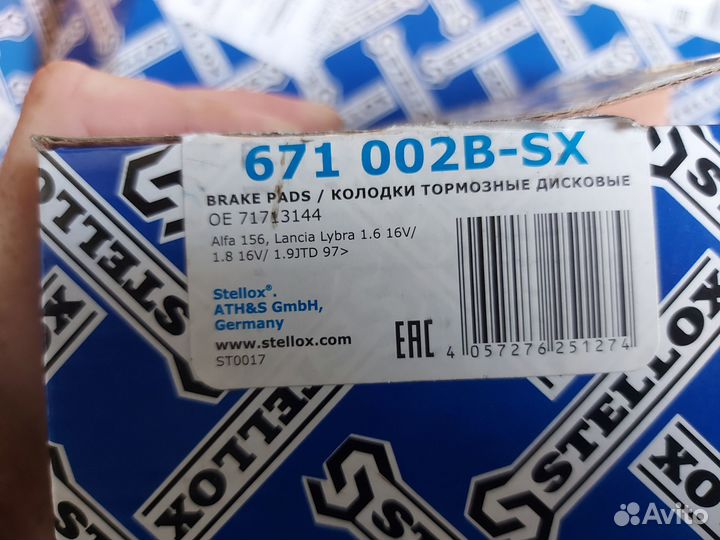 671 002B-SX
BRAKE PADS / КОЛОДКИ ТОРМОЗНЫЕ ДИСКОВЫЕ
OE 71713144
Alfa 156, Lancia Lybra 1.6 16V/
1.8 16V/ 1.9JTD 97>
Stellox®.
ATH&S GmbH,
Germany
www.stellox.com
ST0017
EAC
4 057276 251274
STELLOX
STELLOX
STELLOX
STELLOX
STELLOX
Avito